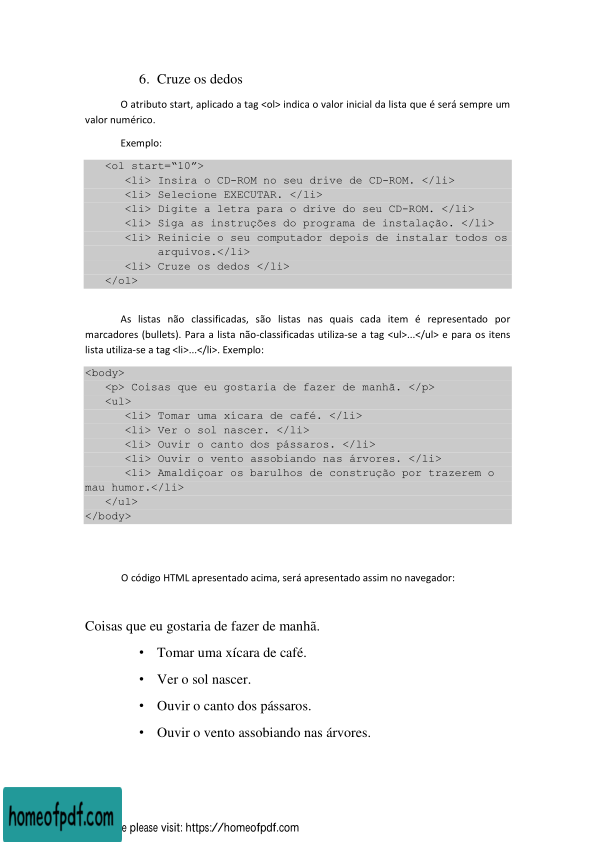 6. Cruze os dedos
O atributo start, aplicado a tag <ol> indica o valor inicial da lista que é será sempre um
valor numérico.
Exemplo:
<ol start=“10”>
<li> Insira o CD-ROM no seu drive de CD-ROM. </li>
<li> Selecione EXECUTAR. </li>
<li> Digite a letra para o drive do seu CD-ROM. </li>
<li> Siga as instruções do programa de instalação. </li>
<li> Reinicie o seu computador depois de instalar todos os
arquivos.</li>
<li> Cruze os dedos </li>
</ol>
As listas não classificadas, são listas nas quais cada item é representado por
marcadores (bullets). Para a lista não-classificadas utiliza-se a tag <ul>...</ul> e para os itens
lista utiliza-se a tag <li>...</li>. Exemplo:
<body>
<p> Coisas que eu gostaria de fazer de manhã. </p>
<ul>
<li> Tomar uma xícara de café. </li>
<li> Ver o sol nascer. </li>
<li> Ouvir o canto dos pássaros. </li>
<li> Ouvir o vento assobiando nas árvores. </li>
<li> Amaldiçoar os barulhos de construção por trazerem o
mau humor.</li>
</ul>
</body>
O código HTML apresentado acima, será apresentado assim no navegador:
Coisas que eu gostaria de fazer de manhã.
• Tomar uma xícara de café.
• Ver o sol nascer.
• Ouvir o canto dos pássaros.
• Ouvir o vento assobiando nas árvores.
homeofpdf.com
e please visit: https://homeofpdf.com